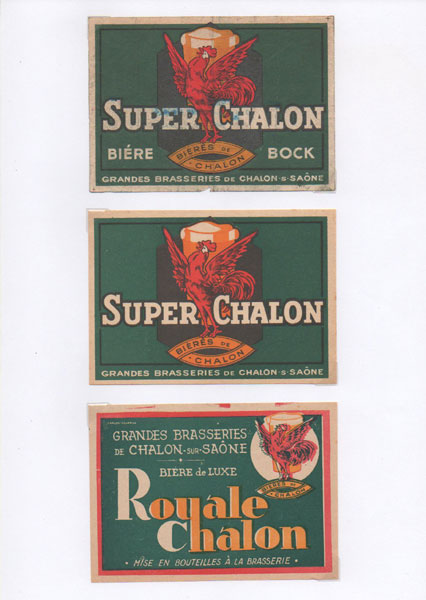 SUPER CHALON
BIÉRE BOCK
BIÈRES DE
CHALON
GRANDES BRASSERIES DE CHALON·S·SAÔNE
SUPER CHALON
BIÈRES DE
CHALON
GRANDES BRASSERIES DE CHALON·S·SAÔNE
GRANDES BRASSERIES
DE CHALON-SUR-SAÔNE
BIÈRE de LUXE
BIÈRES DE
CHALON
Royale
Chalon
• MISE EN BOUTEILLES À LA BRASSERIE •